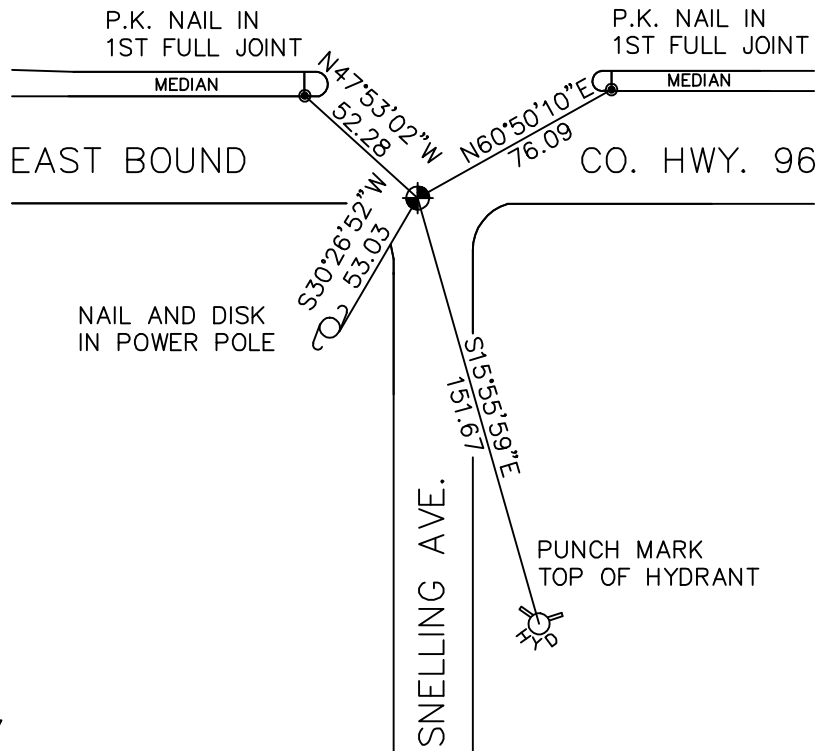 P.K. NAIL IN
1ST FULL JOINT
P.K. NAIL IN
1ST FULL JOINT
MEDIAN
MEDIAN
N47°53'02"W
52.28
N60°50'10"E
76.09
EAST BOUND
CO. HWY. 96
S30°26'52"W
53.03
NAIL AND DISK
IN POWER POLE
S15°55'59"E
151.67
SNELLING AVE.
PUNCH MARK
TOP OF HYDRANT
HYD